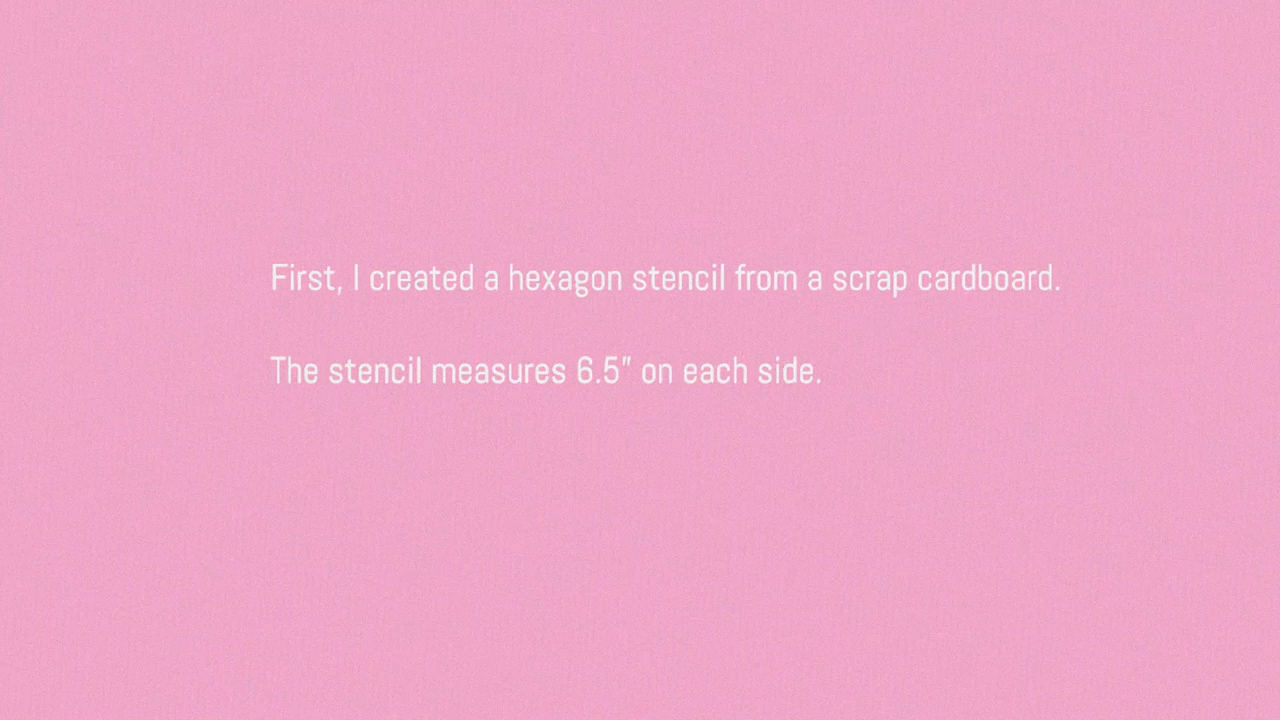 First, I created a hexagon stencil from a scrap cardboard.
The stencil measures 6.5" on each side.